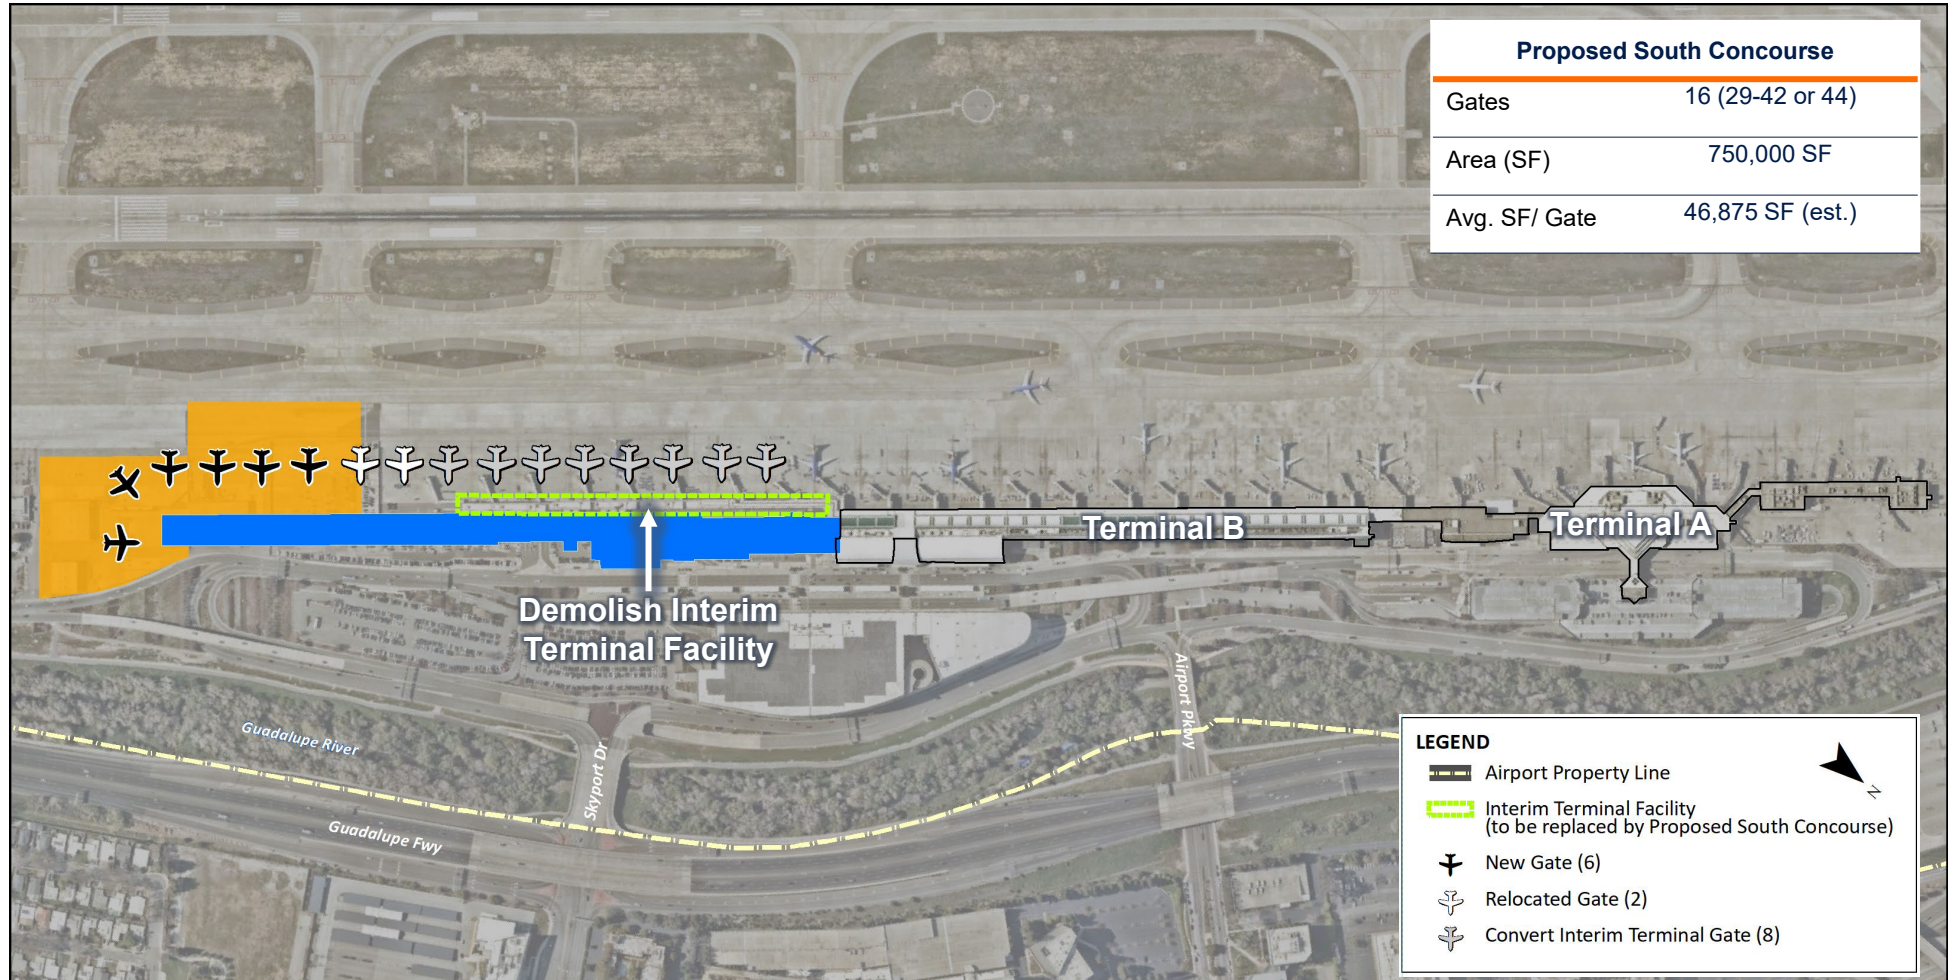 Proposed South Concourse
Gates 16 (29-42 or 44)
Area (SF) 750,000 SF
Avg. SF/ Gate 46,875 SF (est.)
Terminal B
Terminal A
Demolish Interim
Terminal Facility
Guadalupe River
Skyport Dr
Airport Pkwy
Guadalupe Fwy
LEGEND
Airport Property Line
Interim Terminal Facility
(to be replaced by Proposed South Concourse)
New Gate (6)
Relocated Gate (2)
Convert Interim Terminal Gate (8)
N